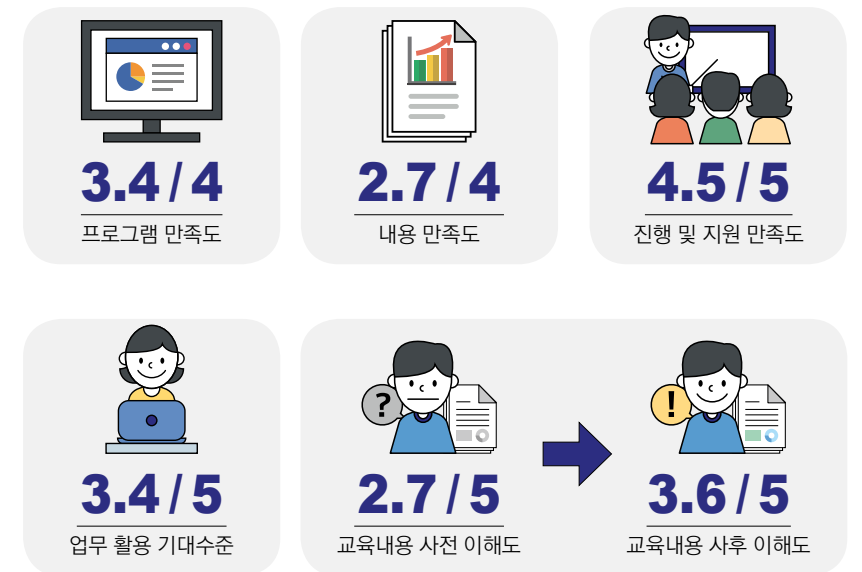 3.4 / 4
프로그램 만족도
2.7 / 4
내용 만족도
4.5 / 5
진행 및 지원 만족도
3.4 / 5
업무 활용 기대수준
?
2.7 / 5
교육내용 사전 이해도
!
3.6 / 5
교육내용 사후 이해도